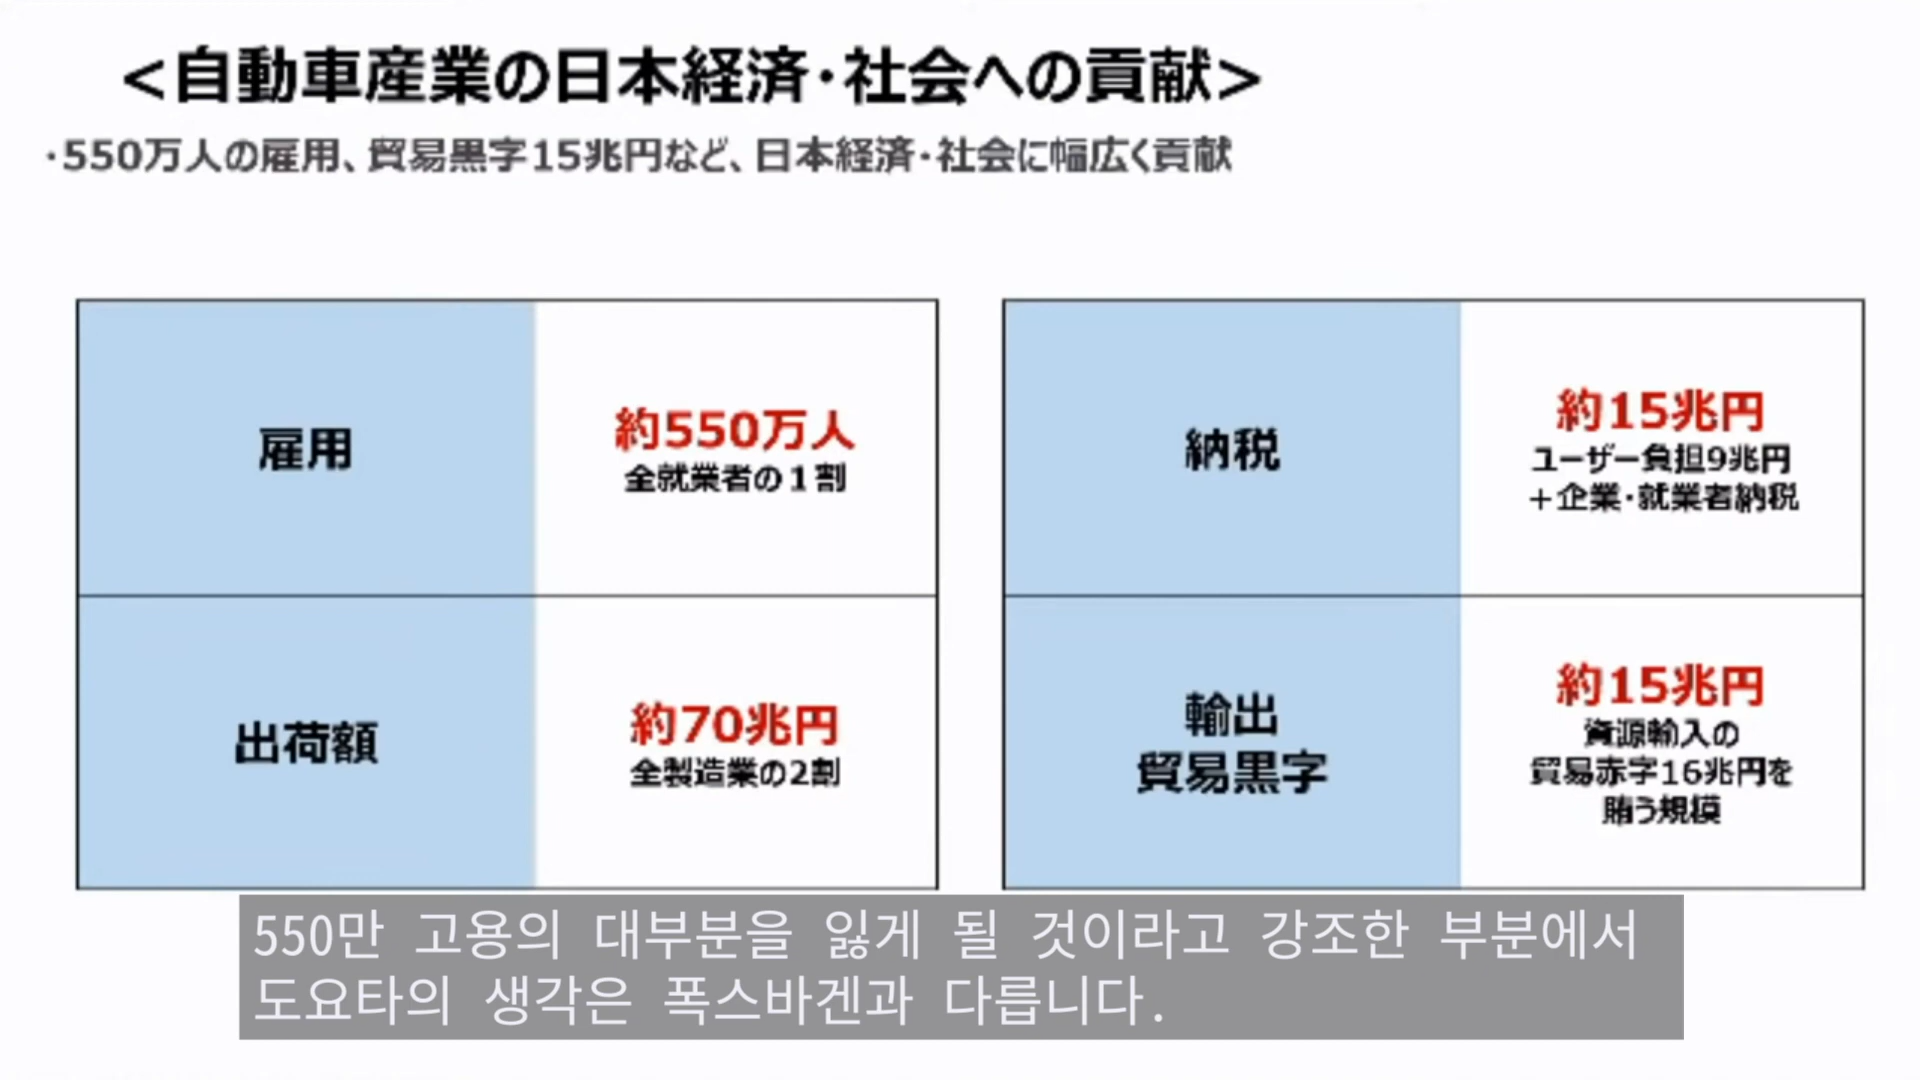 <自動車産業の日本経済・社会への貢献>
・550万人の雇用、貿易黒字15兆円など、日本経済・社会に幅広く貢献
雇用
約550万人
全就業者の1割
出荷額
約70兆円
全製造業の2割
納税
約15兆円
ユーザー負担9兆円
＋企業・就業者納税
輸出
貿易黒字
約15兆円
資源輸入の
貿易赤字16兆円を
賄う規模
550만 고용의 대부분을 잃게 될 것이라고 강조한 부분에서
도요타의 생각은 폭스바겐과 다릅니다.